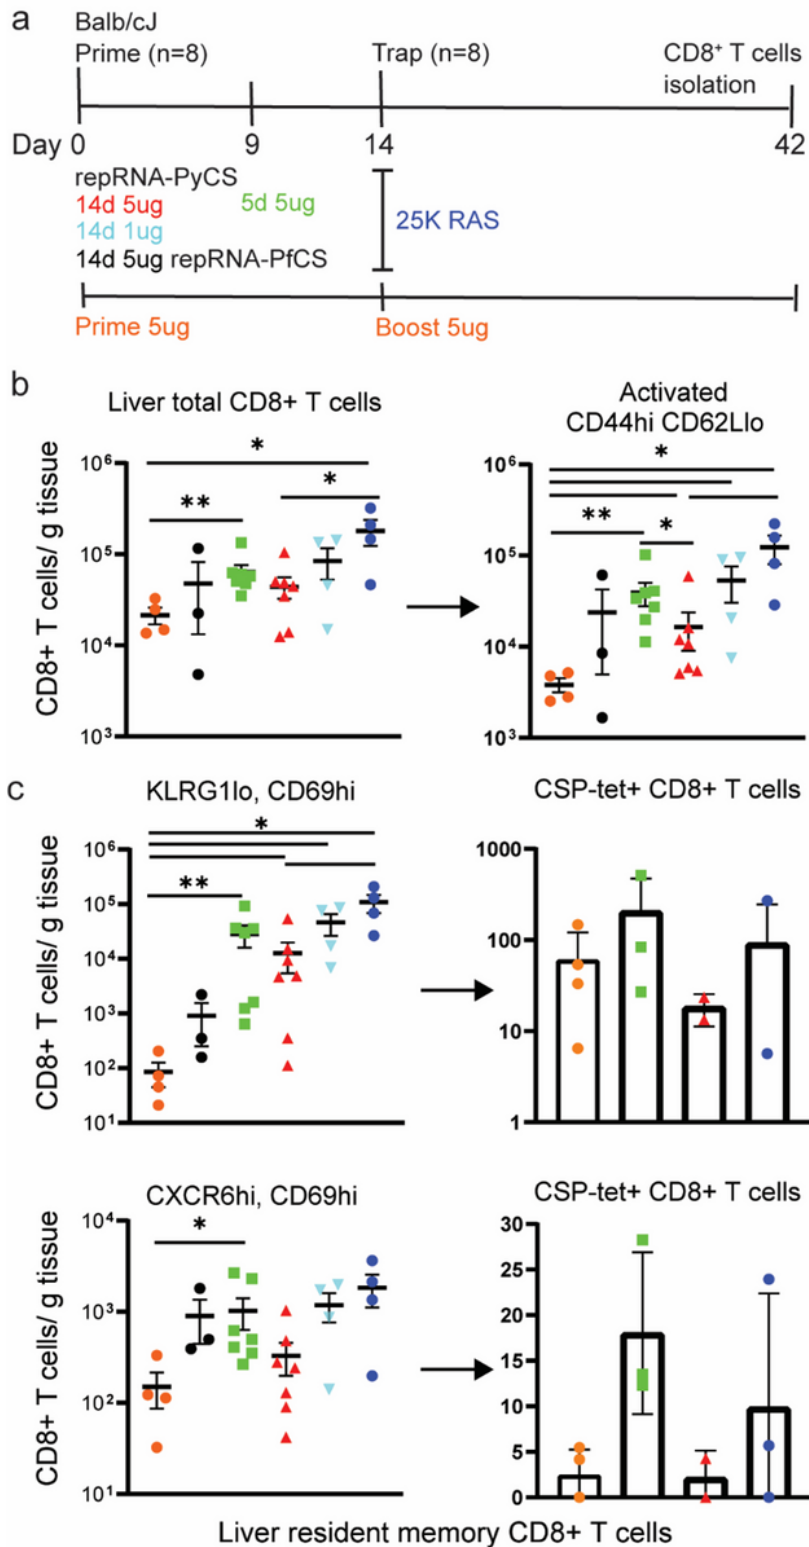 a
Balb/cJ
Prime (n=8) Trap (n=8) CD8⁺ T cells
isolation
Day 0 9 14 42
repRNA-PyCS
14d 5ug 5d 5ug
14d 1ug 25K RAS
14d 5ug repRNA-PfCS
Prime 5ug Boost 5ug
b
Liver total CD8+ T cells
CD8+ T cells/ g tissue
10⁶
10⁵
10⁴
10³
*
**
*
Activated
CD44hi CD62Llo
10⁶
10⁵
10⁴
10³
*
**
*
c
KLRG1lo, CD69hi
CD8+ T cells/ g tissue
10⁶
10⁵
10⁴
10³
10²
10¹
*
**
CSP-tet+ CD8+ T cells
1000
100
10
1
CXCR6hi, CD69hi
CD8+ T cells/ g tissue
10⁴
10³
10²
10¹
*
CSP-tet+ CD8+ T cells
30
25
20
15
10
5
0
Liver resident memory CD8+ T cells